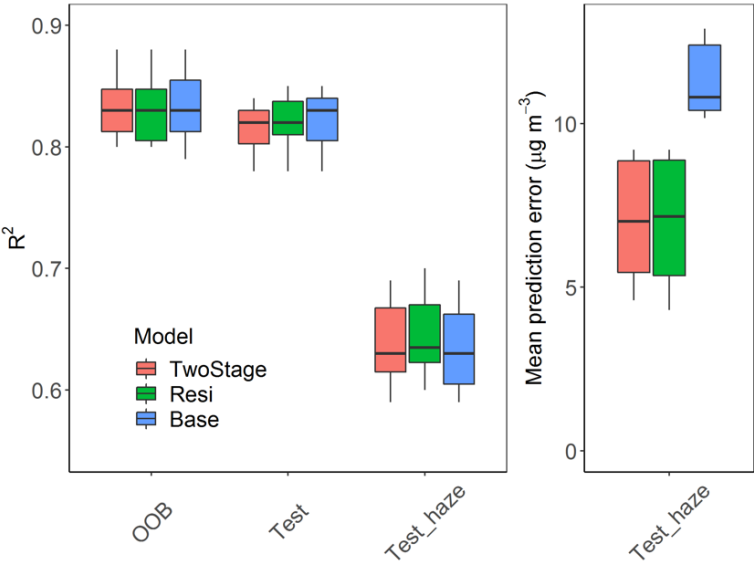 R²
0.9
0.8
0.7
0.6
Model
TwoStage
Resi
Base
OOB
Test
Test_haze
Mean prediction error (μg m⁻³)
10
5
0
Test_haze